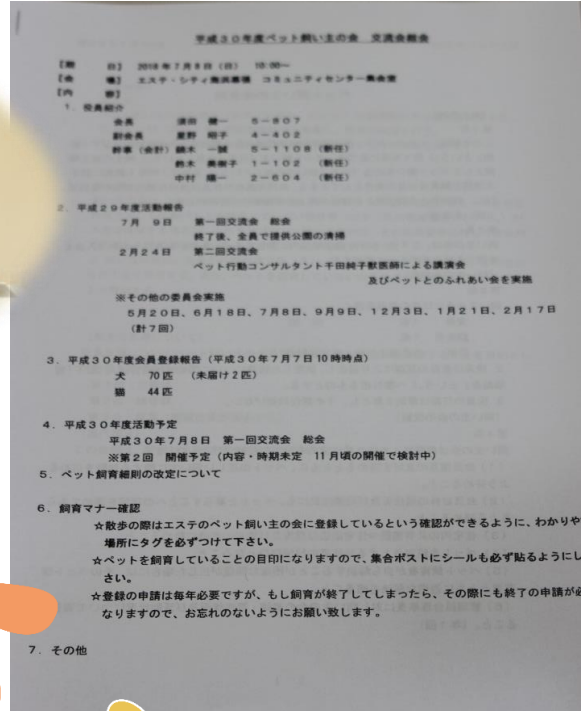 平成３０年度ペット飼い主の会　交流会総会
【期　　日】　2018年７月８日（日）　10:00～
【会　　場】　エステ・シティ　コミュニティセンター集会室
【内　　容】
１．役員紹介
会長　健一　５－８０７
副会長　星野　昭子　４－４０２
幹事（会計）　一誠　５－１１０８（新任）
鈴木　美樹子　１－１０２　（新任）
中村　陽一　２－６０４　（新任）
２．平成２９年度活動報告
７月　９日　第一回交流会　総会
終了後、全員で提供公園の清掃
２月２４日　第二回交流会
ペット行動コンサルタント千田純子獣医師による講演会
及びペットとのふれあい会を実施
※その他の委員会実施
５月２０日、６月１８日、７月８日、９月９日、１２月３日、１月２１日、２月１７日
（計７回）
３．平成３０年度会員登録報告（平成３０年７月７日10時時点）
犬　70匹　（未届け２匹）
猫　44匹
４．平成３０年度活動予定
平成３０年７月８日　第一回交流会　総会
※第２回　開催予定（内容・時期未定　11月頃の開催で検討中）
５．ペット飼育細則の改定について
６．飼育マナー確認
☆散歩の際はエステのペット飼い主の会に登録しているという確認ができるように、わかりや
場所にタグを必ずつけて下さい。
☆ペットを飼育していることの目印になりますので、集合ポストにシールも必ず貼るようにし
さい。
☆登録の申請は毎年必要ですが、もし飼育が終了してしまったら、その際にも終了の申請が必
なりますので、お忘れのないようにお願い致します。
７．その他